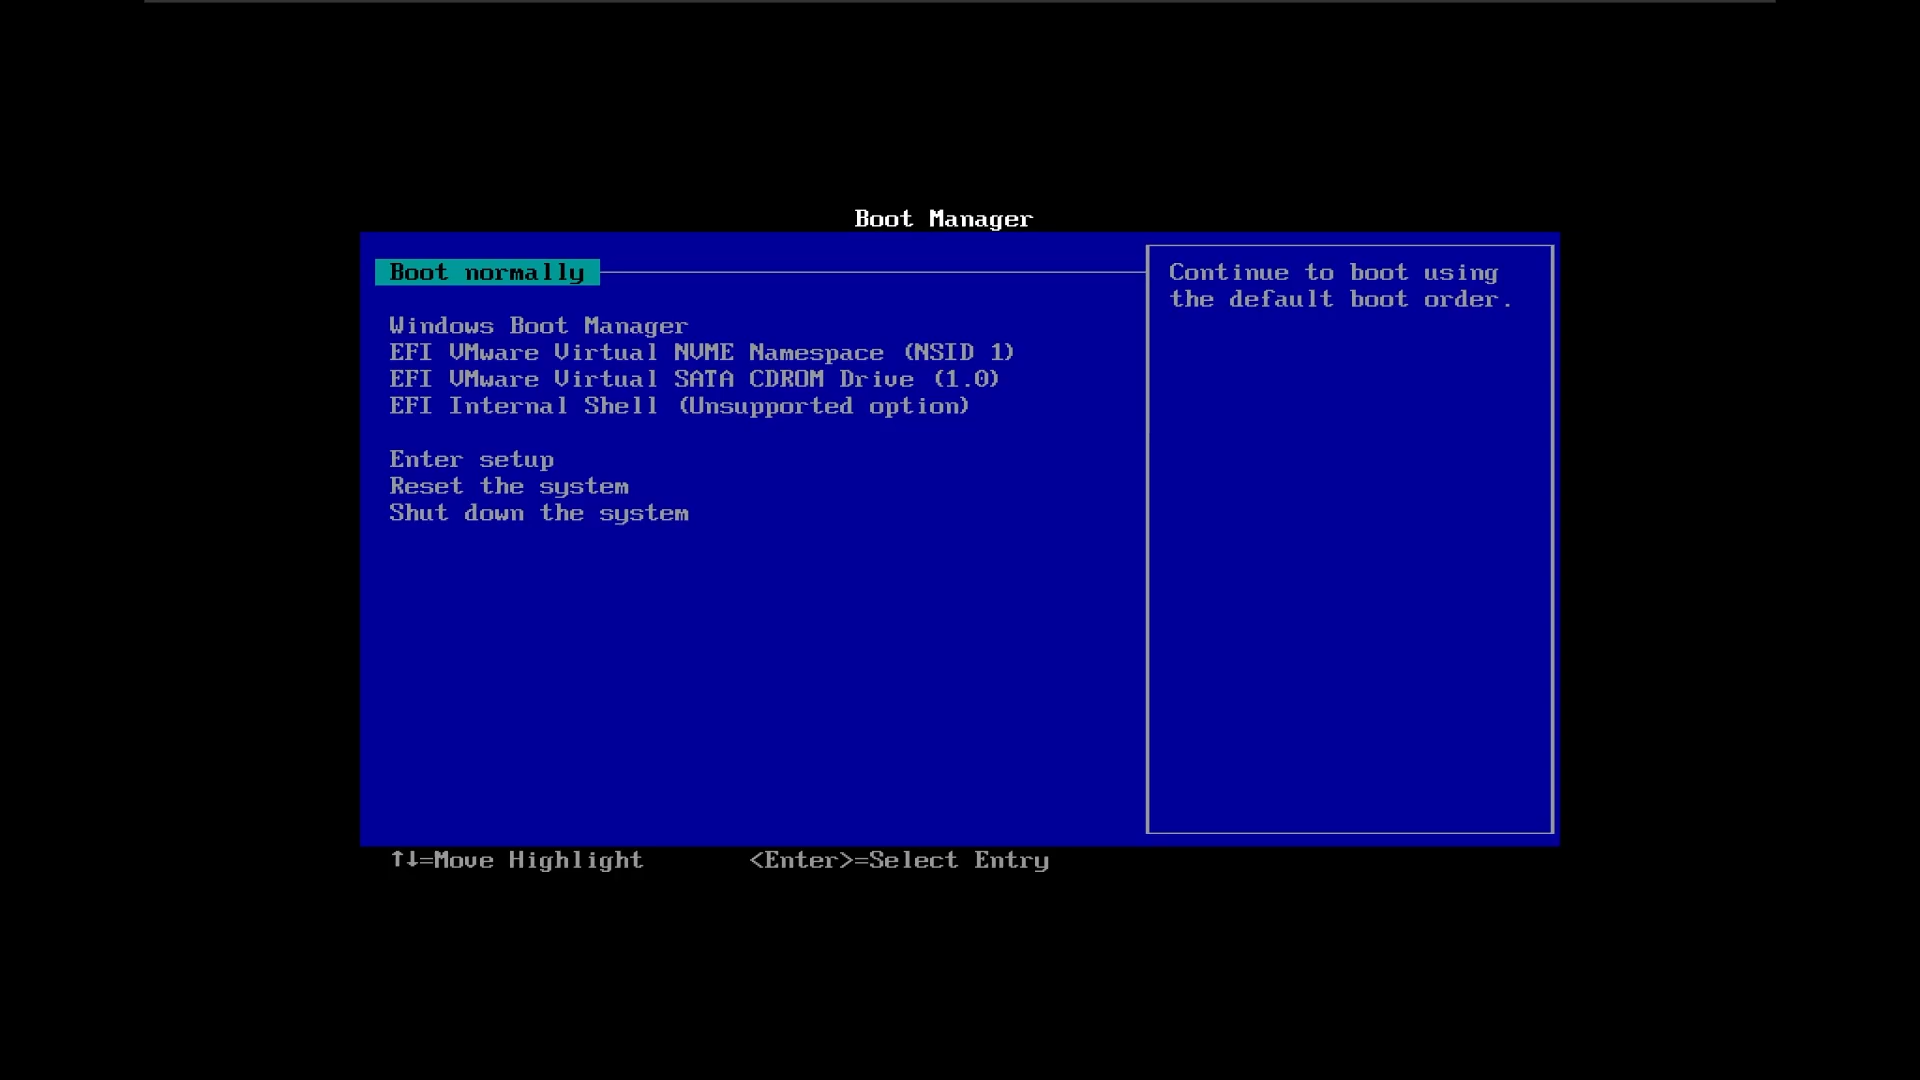 Boot Manager
Boot normally
Continue to boot using
the default boot order.
Windows Boot Manager
EFI VMware Virtual NVME Namespace (NSID 1)
EFI VMware Virtual SATA CDROM Drive (1.0)
EFI Internal Shell (Unsupported option)
Enter setup
Reset the system
Shut down the system
↑↓=Move Highlight
<Enter>=Select Entry